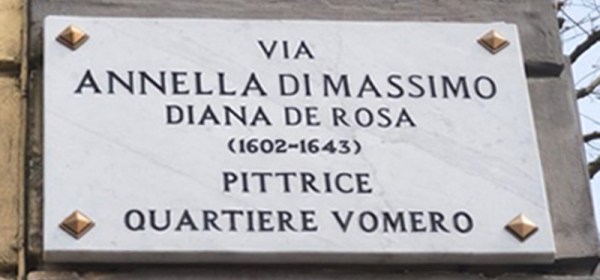 VIA
ANNELLA DI MASSIMO
DIANA DE ROSA
(1602-1643)
PITTRICE
QUARTIERE VOMERO